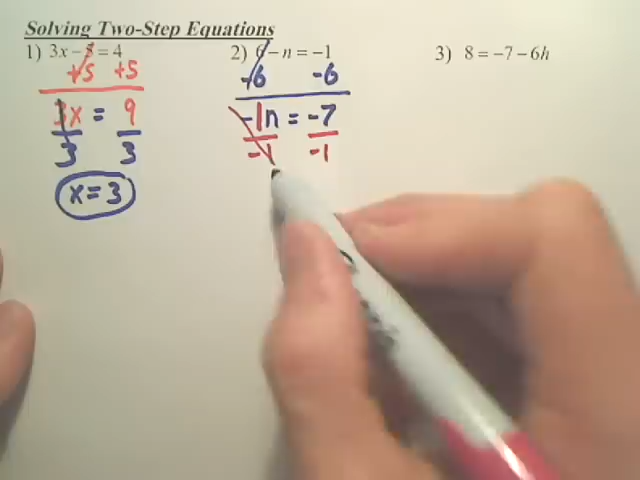 Solving Two-Step Equations
1) 3x − 5 = 4
+5 +5
3x = 9
3 3
x = 3
2) 6 − n = −1
-6 -6
-1n = -7
-1 -1
3) 8 = −7 − 6h